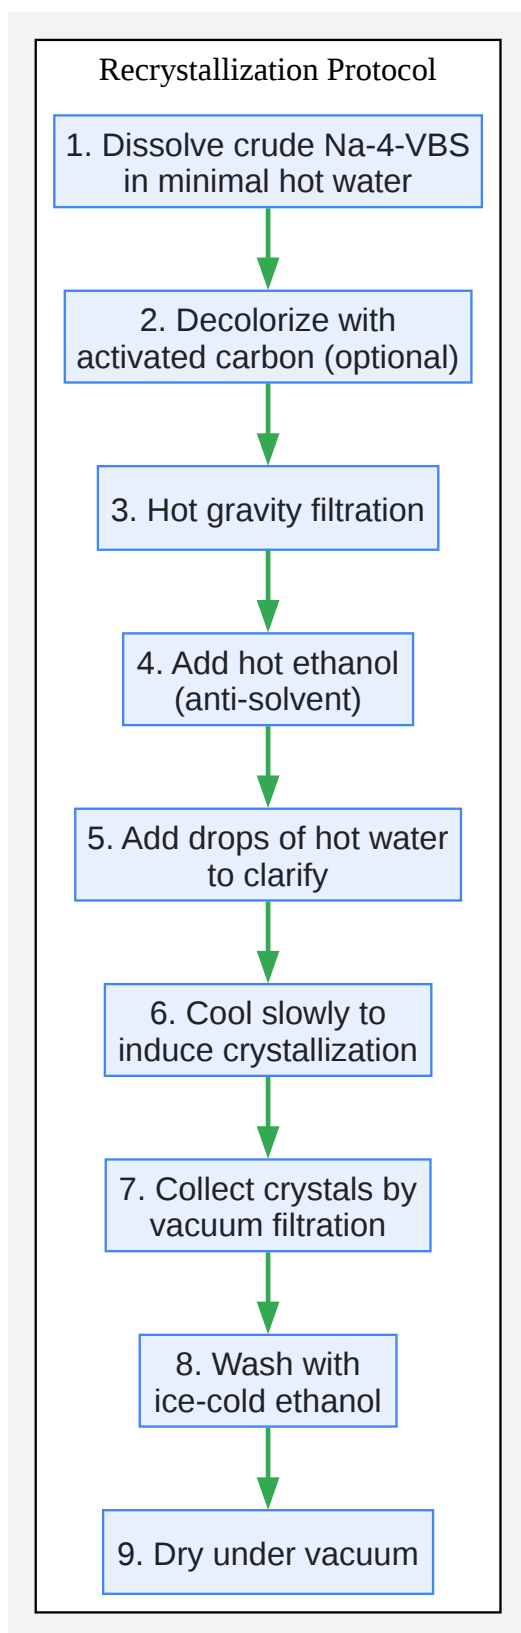 Recrystallization Protocol
1. Dissolve crude Na-4-VBS
in minimal hot water
2. Decolorize with
activated carbon (optional)
3. Hot gravity filtration
4. Add hot ethanol
(anti-solvent)
5. Add drops of hot water
to clarify
6. Cool slowly to
induce crystallization
7. Collect crystals by
vacuum filtration
8. Wash with
ice-cold ethanol
9. Dry under vacuum